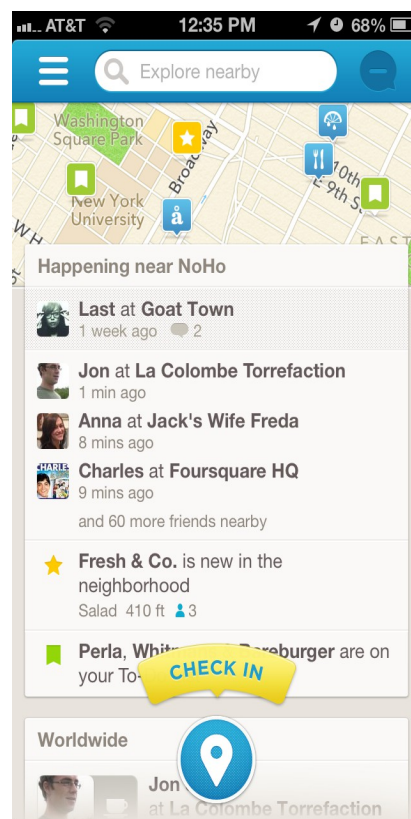 AT&T 12:35 PM 68%
Explore nearby
Washington
Square Park
Broadway
New York
University
10th
E 9th S
EAST
Happening near NoHo
Last at Goat Town
1 week ago 2
Jon at La Colombe Torrefaction
1 min ago
Anna at Jack's Wife Freda
8 mins ago
CHARLES
Charles at Foursquare HQ
9 mins ago
and 60 more friends nearby
Fresh & Co. is new in the
neighborhood
Salad 410 ft 3
Perla, are on
your To-
CHECK IN
Worldwide
Jon
at La Colombe Torrefaction